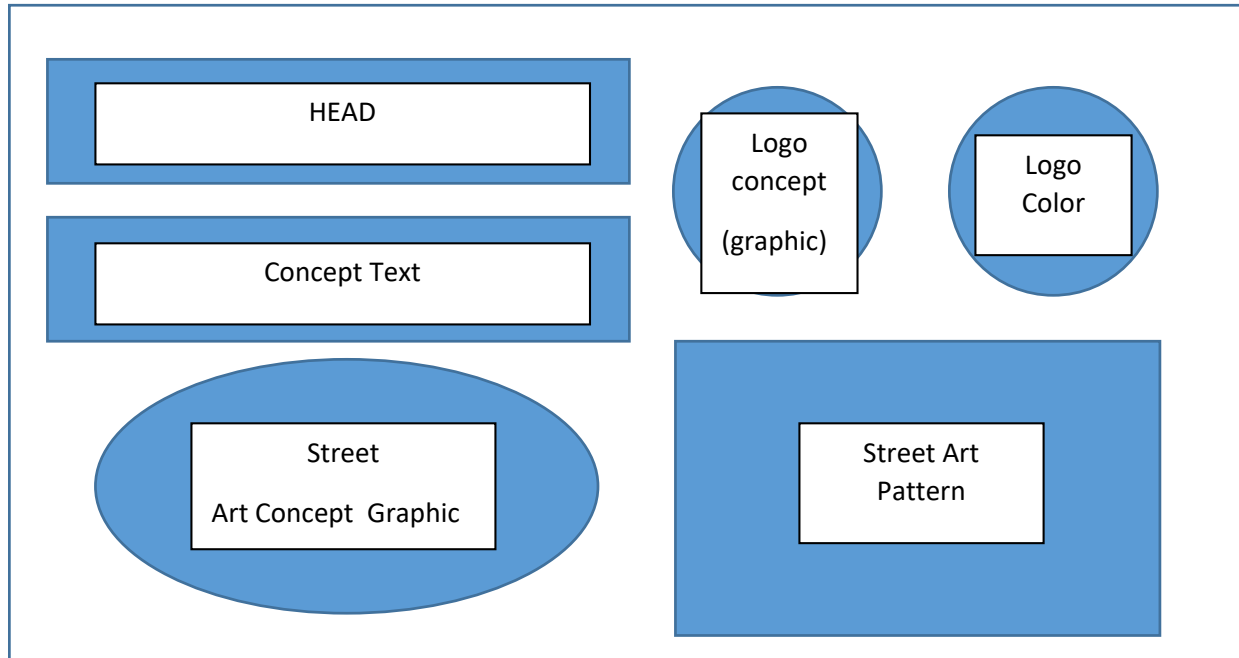 HEAD
Concept Text
Street
Art Concept  Graphic
Logo
concept
(graphic)
Logo
Color
Street Art
Pattern